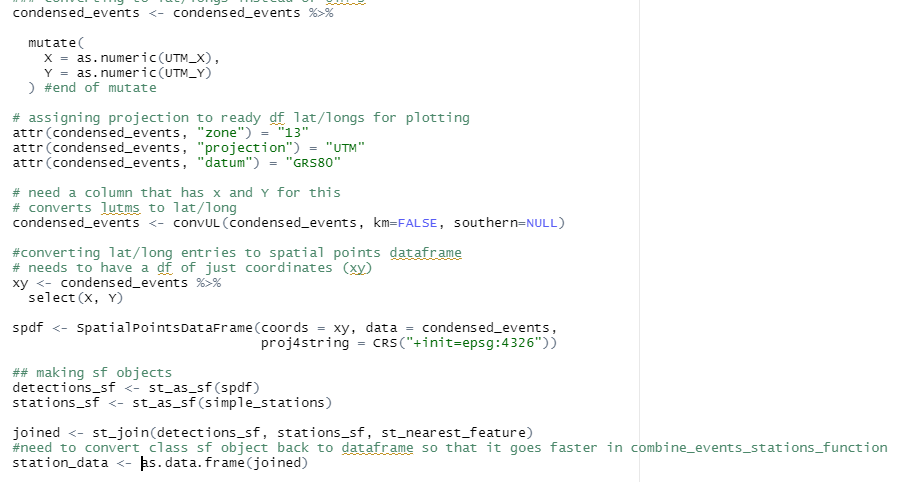 condensed_events <- condensed_events %>%
mutate(
X = as.numeric(UTM_X),
Y = as.numeric(UTM_Y)
) #end of mutate
# assigning projection to ready df lat/longs for plotting
attr(condensed_events, "zone") = "13"
attr(condensed_events, "projection") = "UTM"
attr(condensed_events, "datum") = "GRS80"
# need a column that has x and Y for this
# converts lutms to lat/long
condensed_events <- convUL(condensed_events, km=FALSE, southern=NULL)
#converting lat/long entries to spatial points dataframe
# needs to have a df of just coordinates (xy)
xy <- condensed_events %>%
select(X, Y)
spdf <- SpatialPointsDataFrame(coords = xy, data = condensed_events,
proj4string = CRS("+init=epsg:4326"))
## making sf objects
detections_sf <- st_as_sf(spdf)
stations_sf <- st_as_sf(simple_stations)
joined <- st_join(detections_sf, stations_sf, st_nearest_feature)
#need to convert class sf object back to dataframe so that it goes faster in combine_events_stations_function
station_data <- as.data.frame(joined)